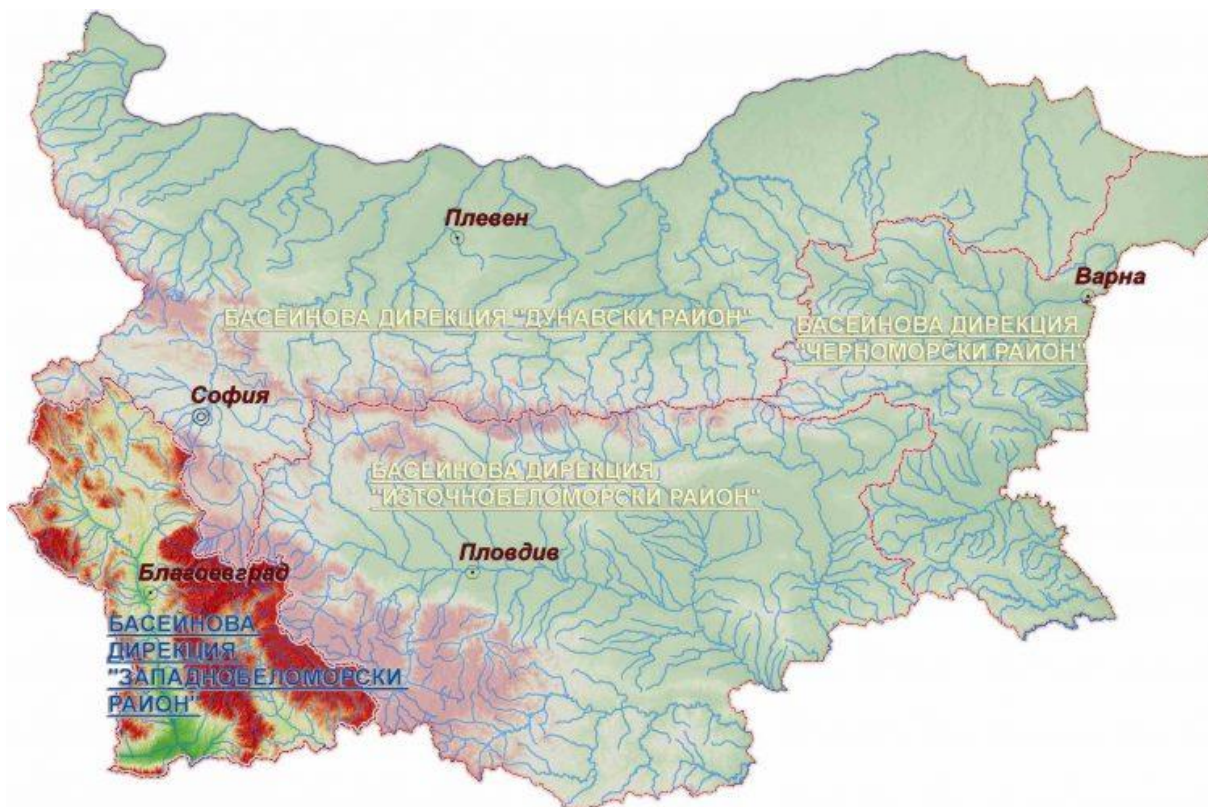 Плевен
Варна
БАСЕЙНОВА ДИРЕКЦИЯ "ДУНАВСКИ РАЙОН"
БАСЕЙНОВА ДИРЕКЦИЯ
"ЧЕРНОМОРСКИ РАЙОН"
София
БАСЕЙНОВА ДИРЕКЦИЯ
"ИЗТОЧНОБЕЛОМОРСКИ РАЙОН"
Пловдив
Благоевград
БАСЕЙНОВА
ДИРЕКЦИЯ
"ЗАПАДНОБЕЛОМОРСКИ
РАЙОН"